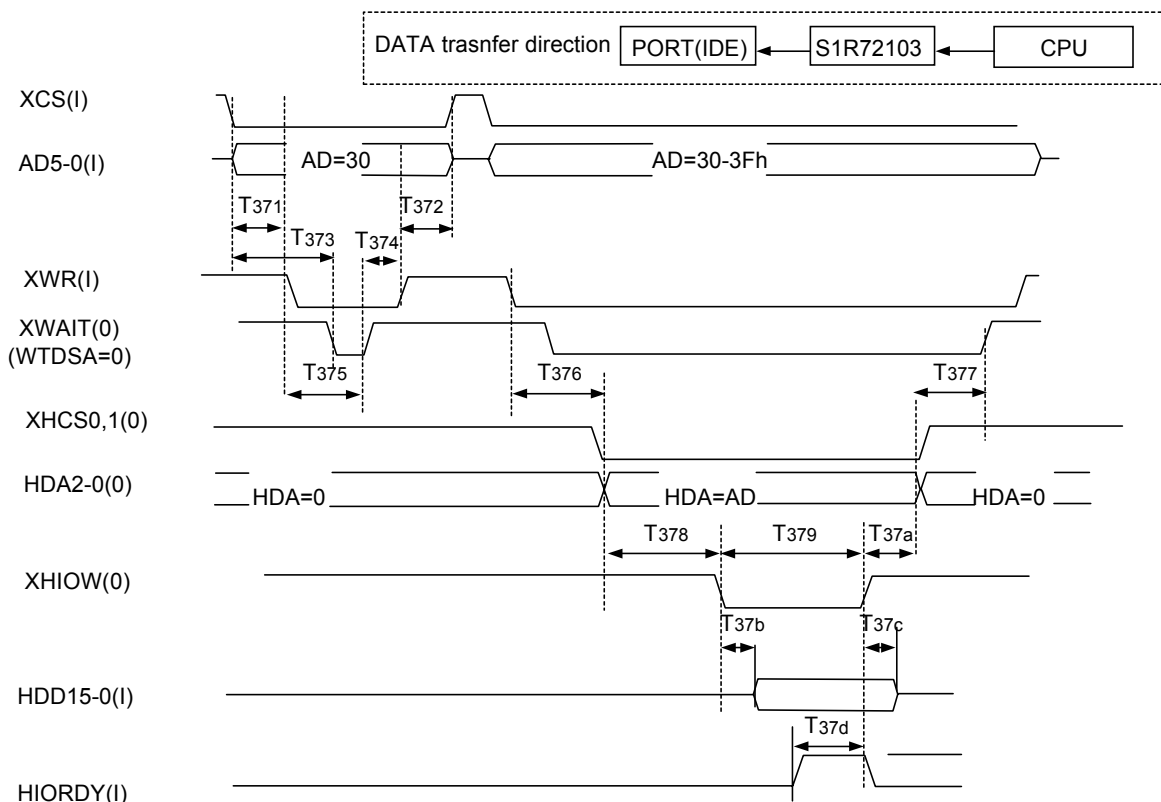 DATA trasnfer direction PORT(IDE) S1R72103 CPU
XCS(I)
AD5-0(I) AD=30 AD=30-3Fh
T371 T372
T373 T374
XWR(I)
XWAIT(0)
(WTDSA=0)
T375 T376 T377
XHCS0,1(0)
HDA2-0(0) HDA=0 HDA=AD HDA=0
T378 T379 T37a
XHIOW(0)
T37b T37c
HDD15-0(I)
T37d
HIORDY(I)